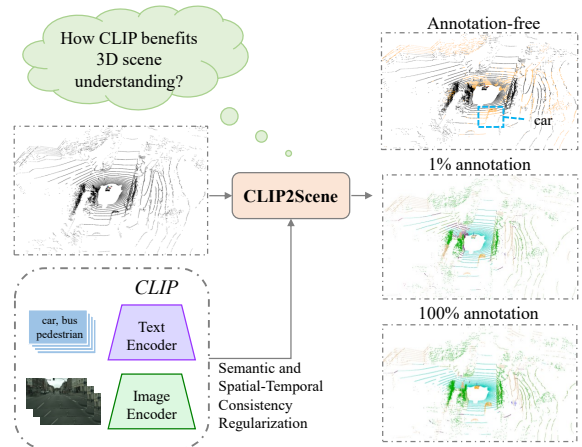 How CLIP benefits
3D scene
understanding?
Annotation-free
car
CLIP2Scene
1% annotation
CLIP
car, bus
pedestrian
Text
Encoder
Image
Encoder
Semantic and
Spatial-Temporal
Consistency
Regularization
100% annotation